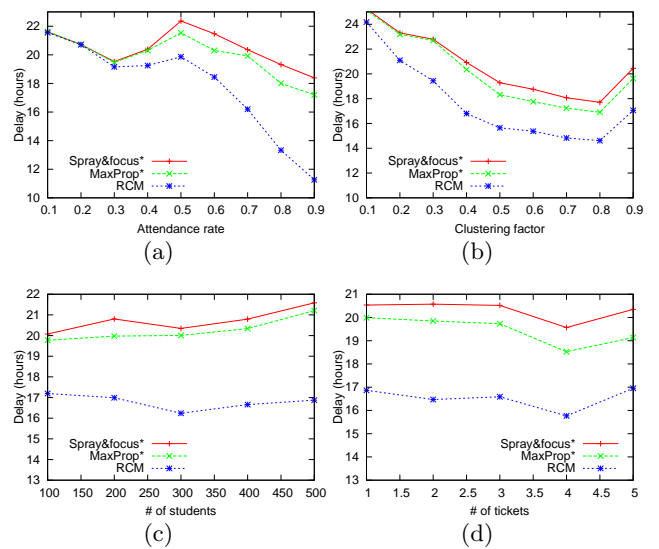 22
20
18
16
14
12
10
Delay (hours)
Spray&focus*
MaxProp*
RCM
0.1 0.2 0.3 0.4 0.5 0.6 0.7 0.8 0.9
Attendance rate
(a)
24
22
20
18
16
14
12
10
Delay (hours)
Spray&focus*
MaxProp*
RCM
0.1 0.2 0.3 0.4 0.5 0.6 0.7 0.8 0.9
Clustering factor
(b)
22
21
20
19
18
17
16
15
14
13
Delay (hours)
Spray&focus*
MaxProp*
RCM
100 150 200 250 300 350 400 450 500
# of students
(c)
21
20
19
18
17
16
15
14
13
Delay (hours)
Spray&focus*
MaxProp*
RCM
1 1.5 2 2.5 3 3.5 4 4.5 5
# of tickets
(d)